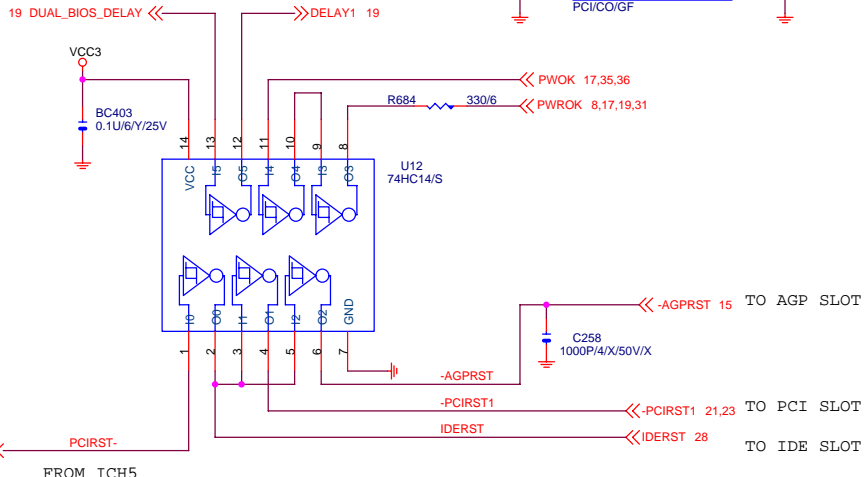 19 DUAL_BIOS_DELAY
DELAY1 19
PCI/CO/GF
VCC3
PWOK 17,35,36
R684
330/6
PWROK 8,17,19,31
BC403
0.1U/6/Y/25V
14
13
12
11
10
9
8
U12
74HC14/S
VCC
I5
O5
I4
O4
I3
O3
I0
O0
I1
O1
I2
O2
GND
1
2
3
4
5
6
7
-AGPRST 15
TO AGP SLOT
C258
1000P/4/X/50V/X
-AGPRST
-PCIRST1
-PCIRST1 21,23
TO PCI SLOT
IDERST
IDERST 28
TO IDE SLOT
PCIRST-
FROM ICH5